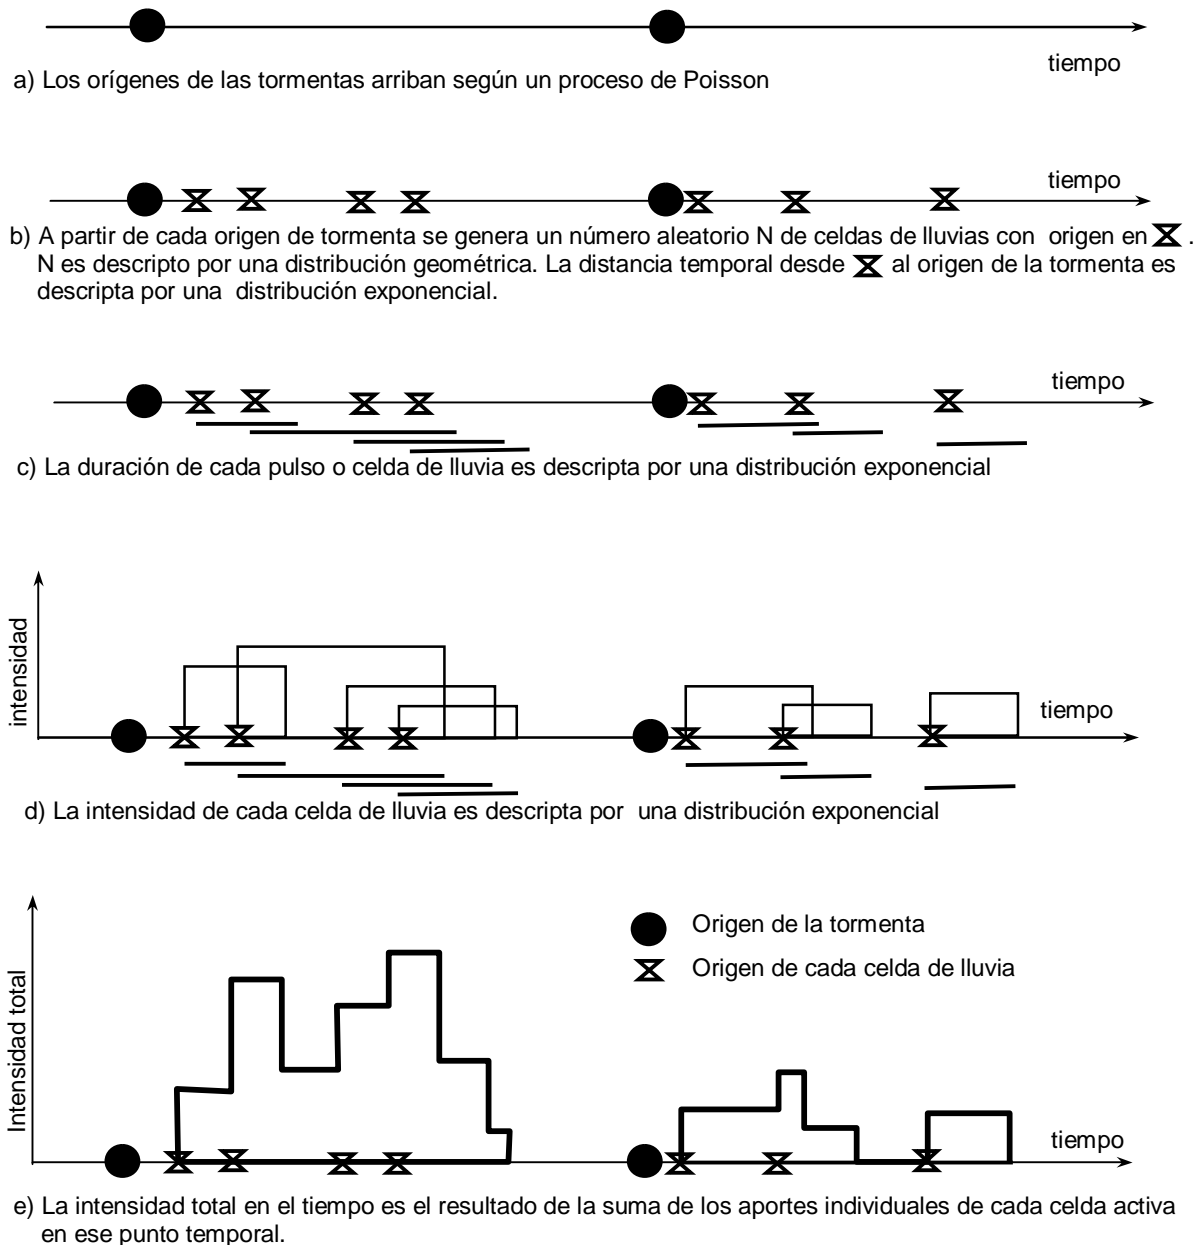 tiempo
a) Los orígenes de las tormentas arriban según un proceso de Poisson
tiempo
b) A partir de cada origen de tormenta se genera un número aleatorio N de celdas de lluvias con origen en .
N es descripto por una distribución geométrica. La distancia temporal desde al origen de la tormenta es
descripta por una distribución exponencial.
tiempo
c) La duración de cada pulso o celda de lluvia es descripta por una distribución exponencial
intensidad
tiempo
d) La intensidad de cada celda de lluvia es descripta por una distribución exponencial
Intensidad total
Origen de la tormenta
Origen de cada celda de lluvia
tiempo
e) La intensidad total en el tiempo es el resultado de la suma de los aportes individuales de cada celda activa
en ese punto temporal.